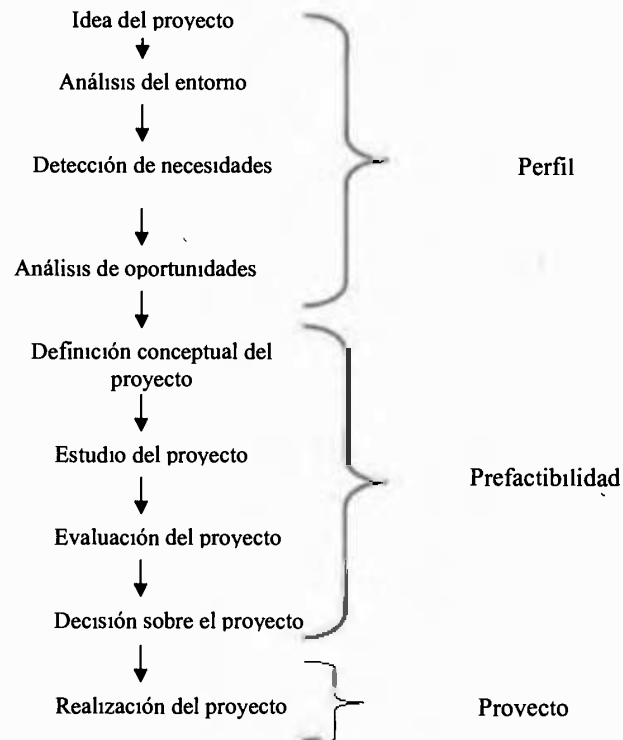 Idea del proyecto
Análisis del entorno
Detección de necesidades
Perfil
Análisis de oportunidades
Definición conceptual del
proyecto
Estudio del proyecto
Prefactibilidad
Evaluación del proyecto
Decisión sobre el proyecto
Realización del proyecto
Proyecto